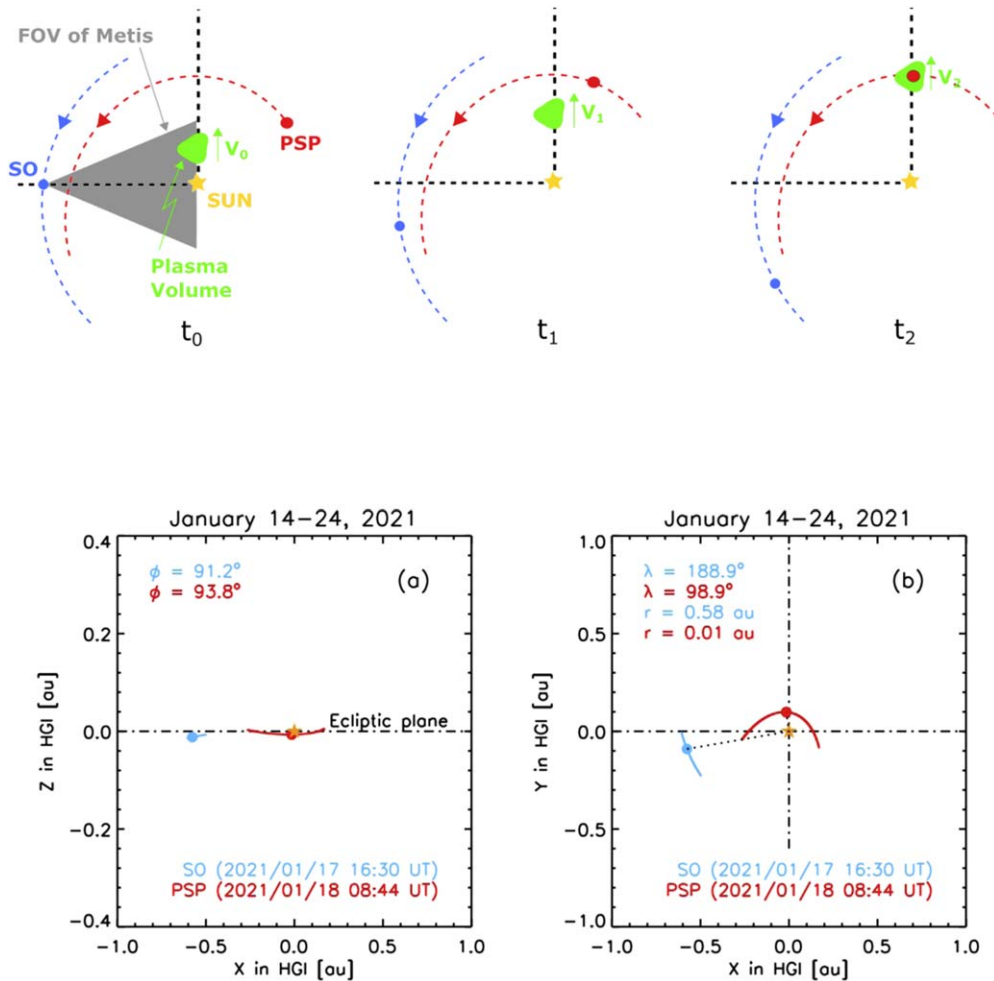 FOV of Metis
SO
V₀
PSP
SUN
Plasma
Volume
t₀
V₁
t₁
V₂
t₂
January 14-24, 2021
ϕ = 91.2°
ϕ = 93.8°
(a)
Ecliptic plane
SO (2021/01/17 16:30 UT)
PSP (2021/01/18 08:44 UT)
Z in HGI [au]
0.4
0.2
0.0
-0.2
-0.4
-1.0 -0.5 0.0 0.5 1.0
X in HGI [au]
January 14-24, 2021
λ = 188.9°
λ = 98.9°
r = 0.58 au
r = 0.01 au
(b)
SO (2021/01/17 16:30 UT)
PSP (2021/01/18 08:44 UT)
Y in HGI [au]
1.0
0.5
0.0
-0.5
-1.0
-1.0 -0.5 0.0 0.5 1.0
X in HGI [au]